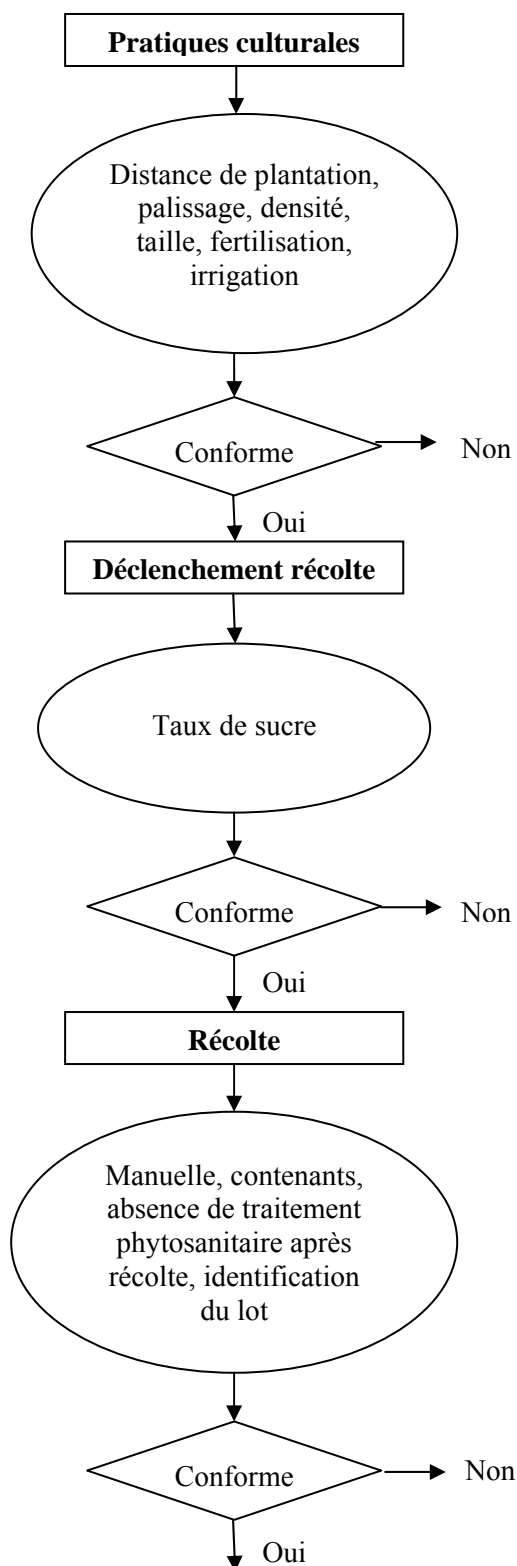 Pratiques culturales
Distance de plantation,
palissage, densité,
taille, fertilisation,
irrigation
Conforme
Non
Oui
Déclenchement récolte
Taux de sucre
Conforme
Non
Oui
Récolte
Manuelle, contenants,
absence de traitement
phytosanitaire après
récolte, identification
du lot
Conforme
Non
Oui